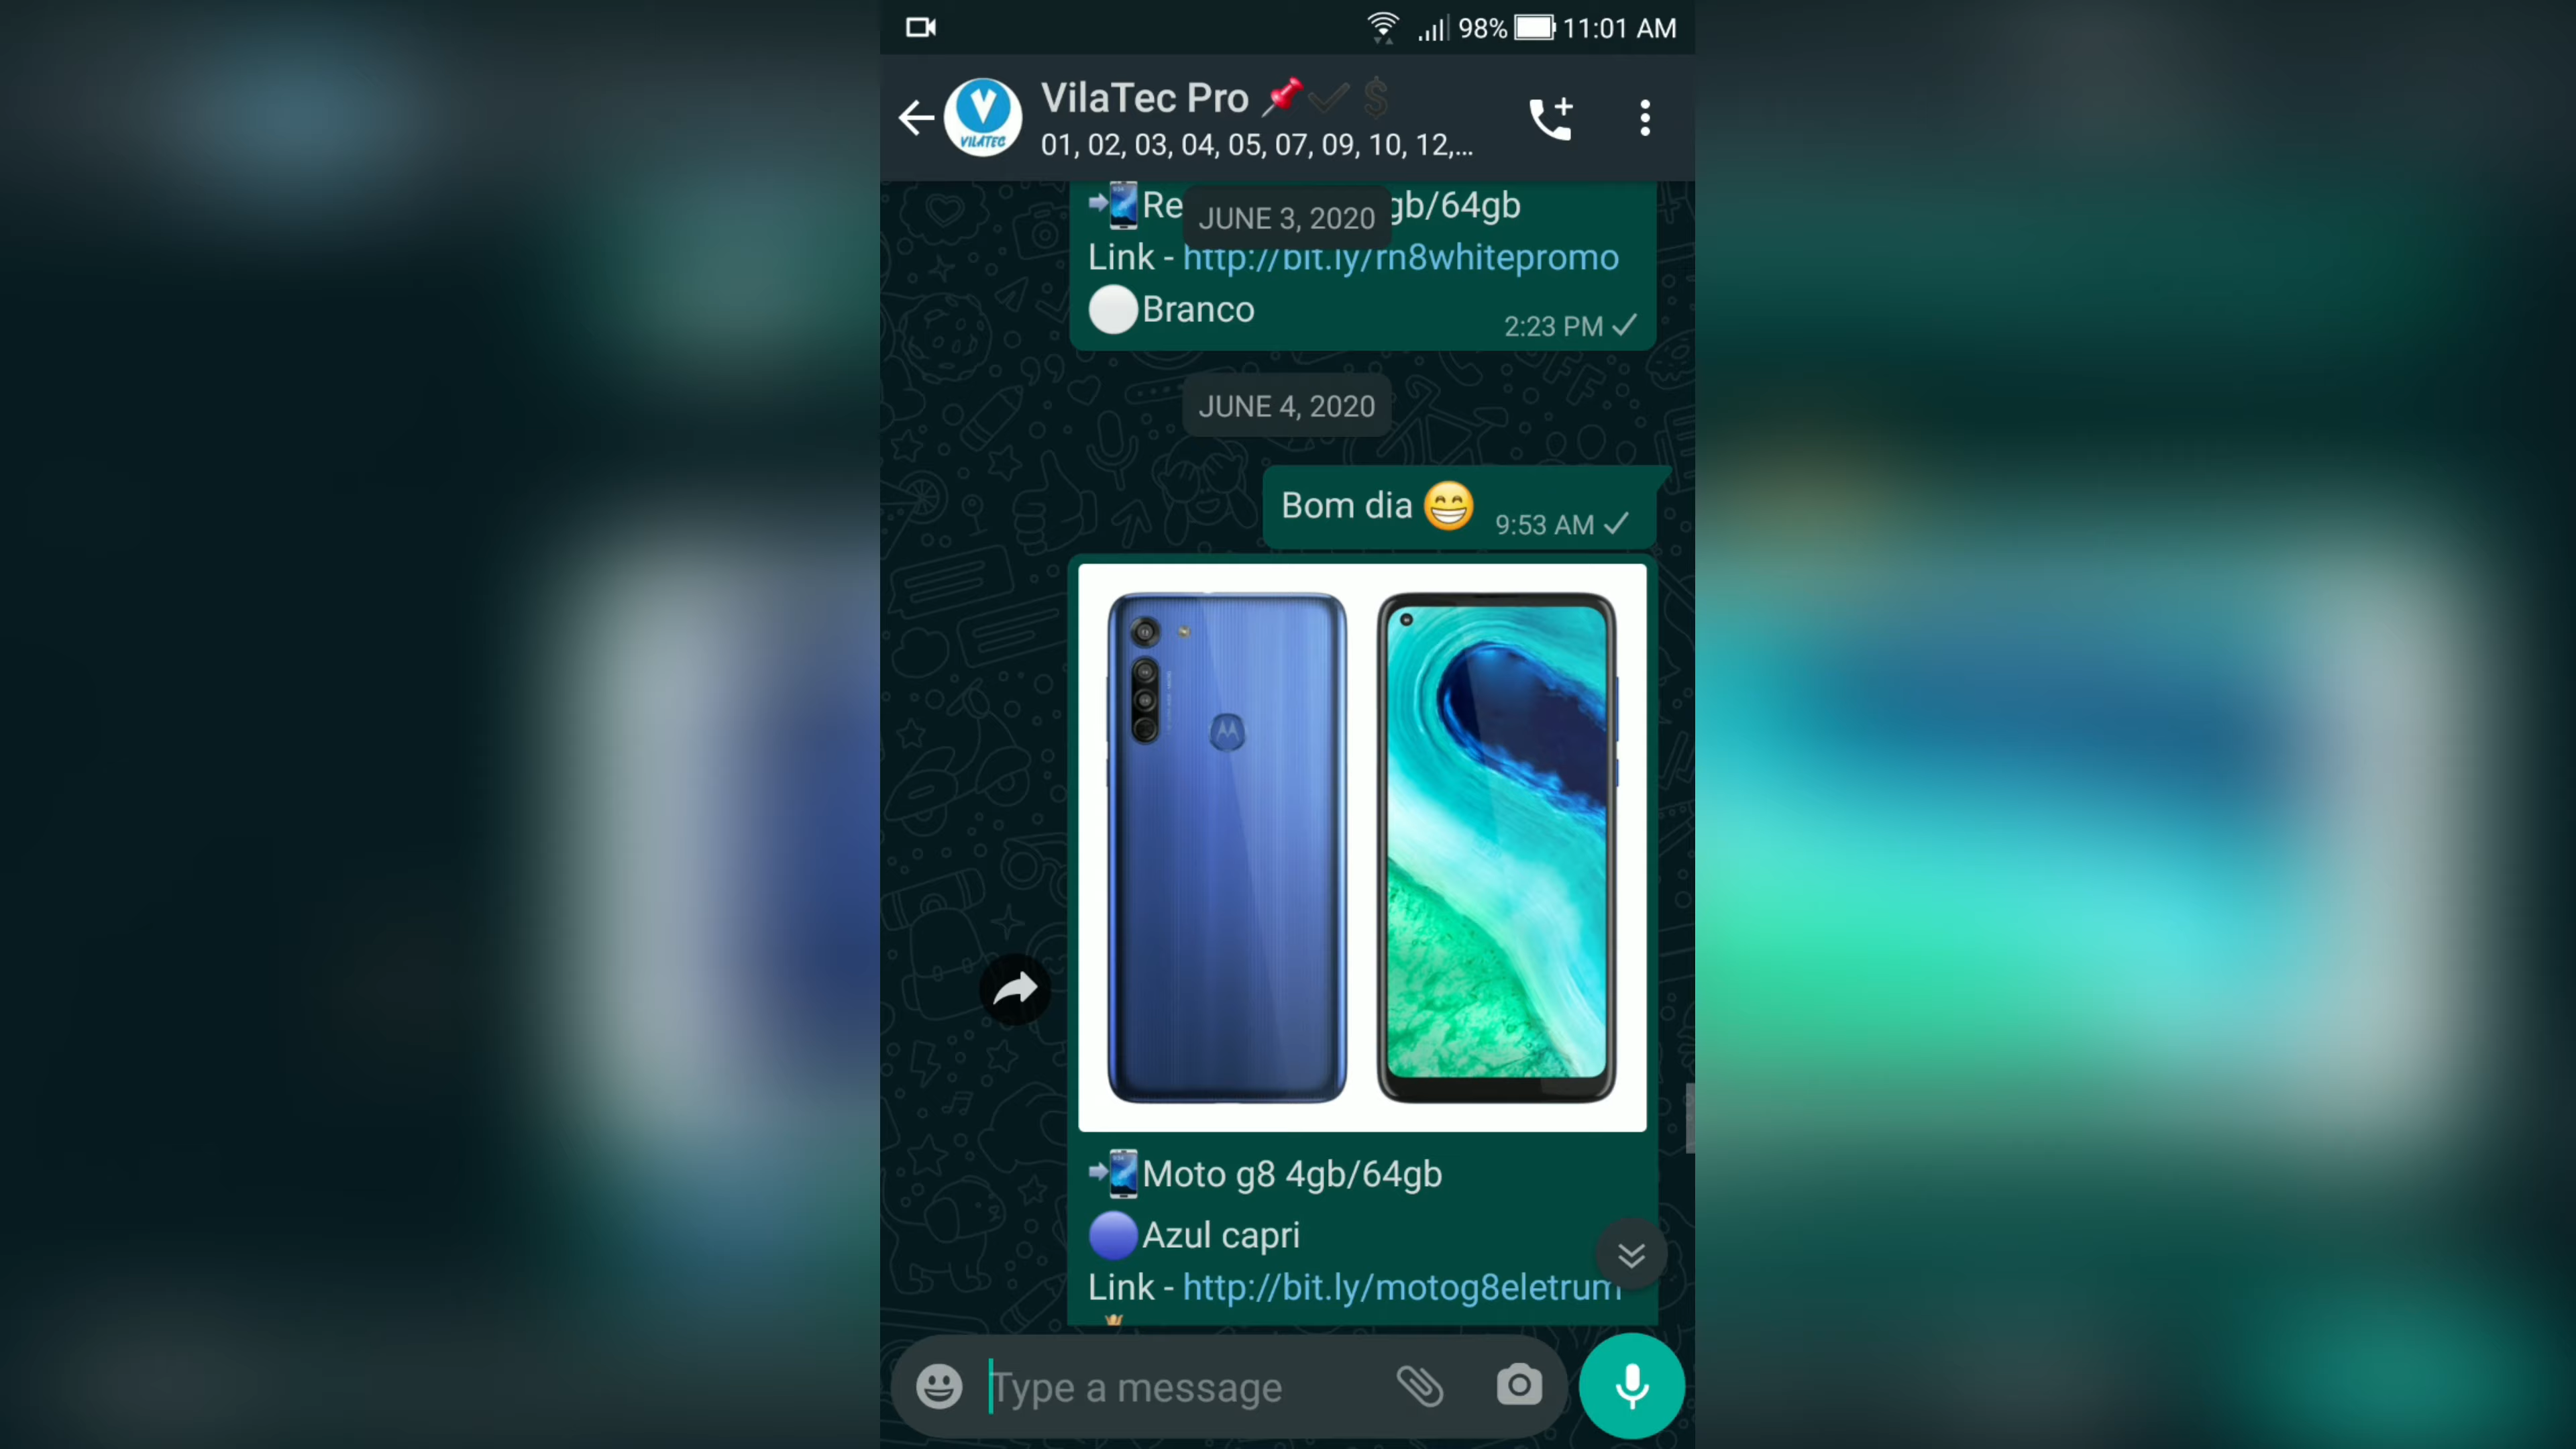 98% 11:01 AM
VilaTec Pro 📌✔$
VILATEC
01, 02, 03, 04, 05, 07, 09, 10, 12,...
JUNE 3, 2020
Re gb/64gb
Link - http://bit.ly/rn8whitepromo
Branco
2:23 PM
JUNE 4, 2020
Bom dia 😁 9:53 AM
Moto g8 4gb/64gb
Azul capri
Link - http://bit.ly/motog8eletrum
Type a message